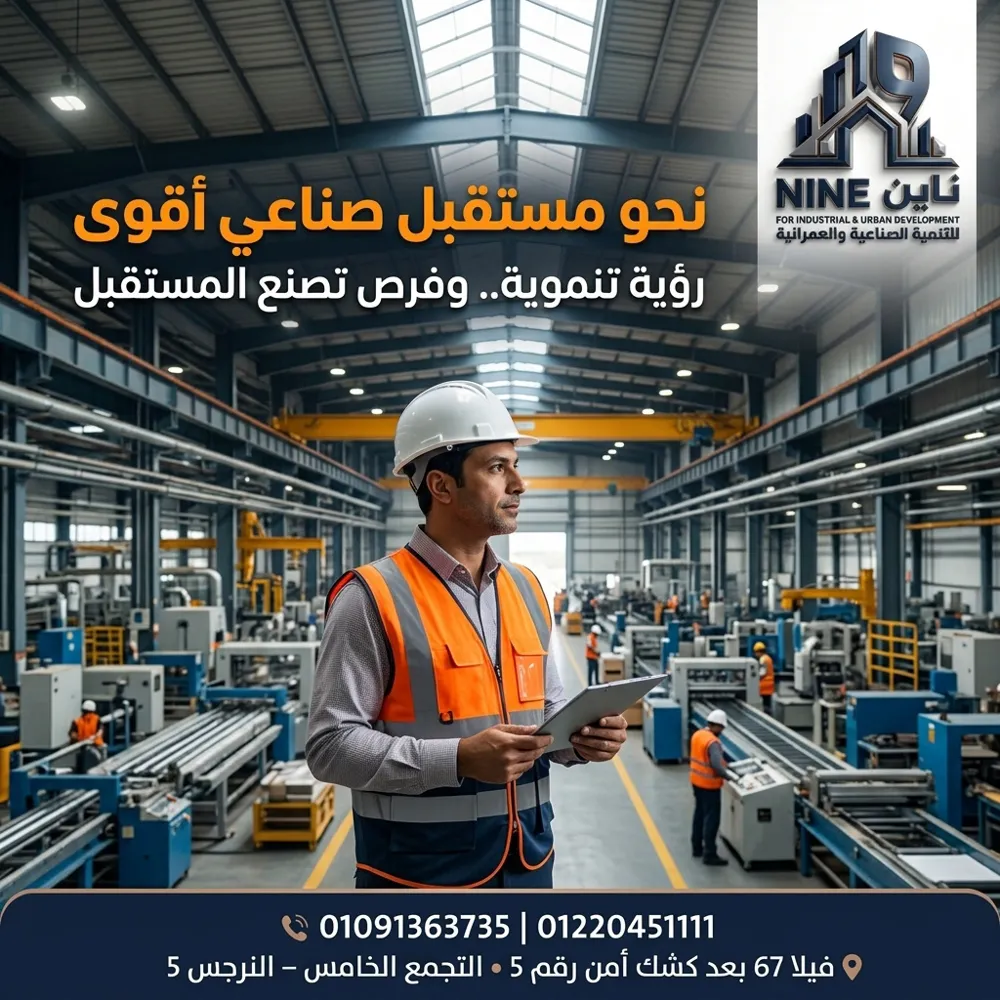 NINE ناين
FOR INDUSTRIAL & URBAN DEVELOPMENT
للتنمية الصناعية والعمرانية
نحو مستقبل صناعي أقوى
رؤية تنموية.. وفرص تصنع المستقبل
01091363735 | 01220451111
فيلا 67 بعد كشك أمن رقم 5 • التجمع الخامس – النرجس 5